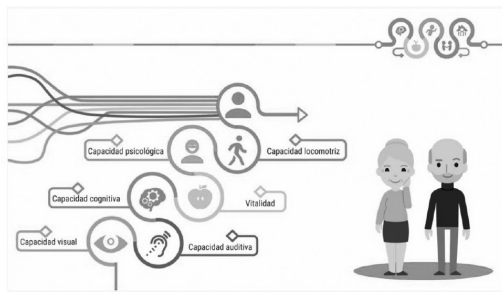 Capacidad psicológica
Capacidad locomotriz
Capacidad cognitiva
Vitalidad
Capacidad visual
Capacidad auditiva